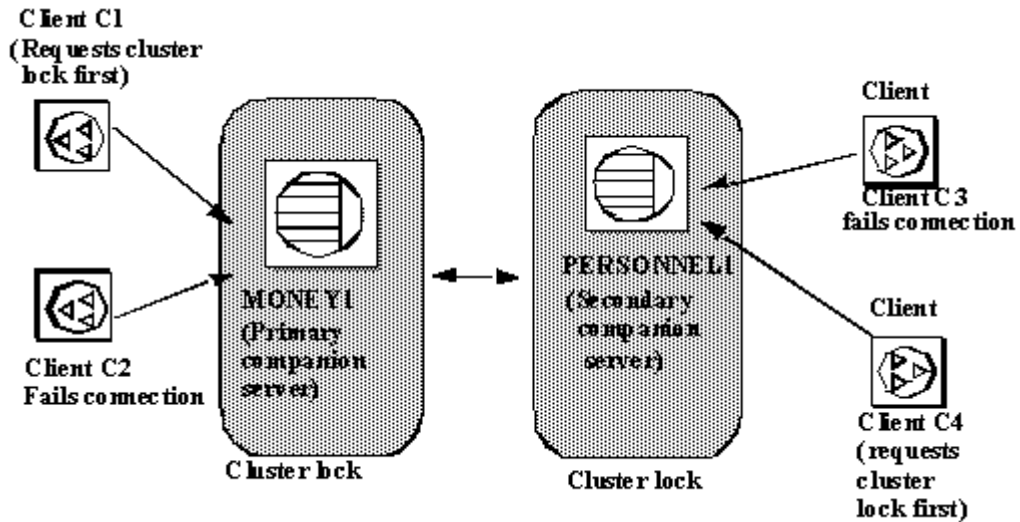 Client C1
(Requests cluster
lock first)
Client C2
Fails connection
MONEY1
(Primary
companion
server)
Cluster lock
PERSONNEL1
(Secondary
companion
server)
Cluster lock
Client
Client C3
fails connection
Client
Client C4
(requests
cluster
lock first)